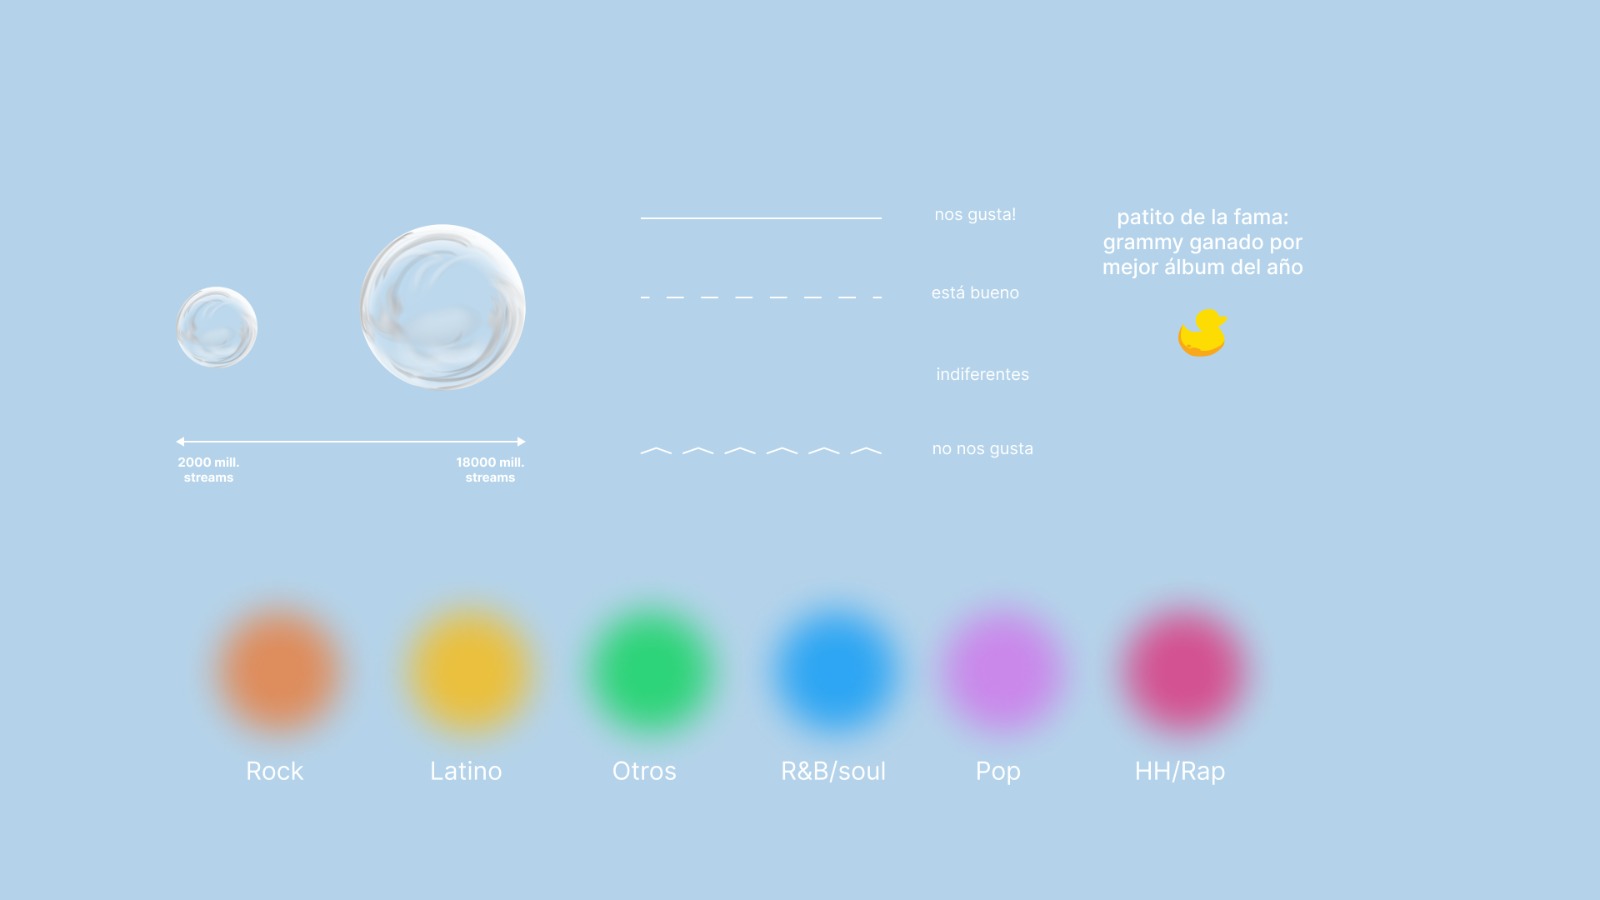 nos gusta!
está bueno
indiferentes
no nos gusta
patito de la fama:
grammy ganado por
mejor álbum del año
2000 mill.
streams
18000 mill.
streams
Rock
Latino
Otros
R&B/soul
Pop
HH/Rap